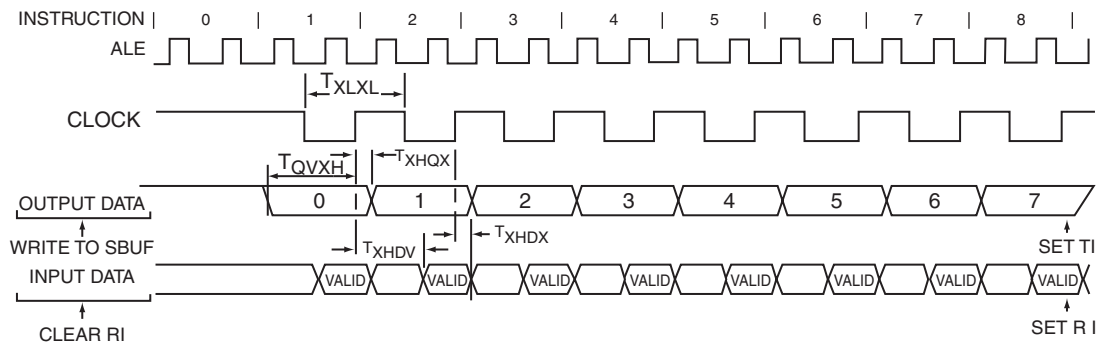 INSTRUCTION | 0 | 1 | 2 | 3 | 4 | 5 | 6 | 7 | 8 |
ALE
TXLXL
CLOCK
TQVXH
TXHQX
OUTPUT DATA
0 1 2 3 4 5 6 7
WRITE TO SBUF
TXHDV
TXHDX
SET TI
INPUT DATA
VALID VALID VALID VALID VALID VALID VALID VALID
CLEAR RI
SET R I